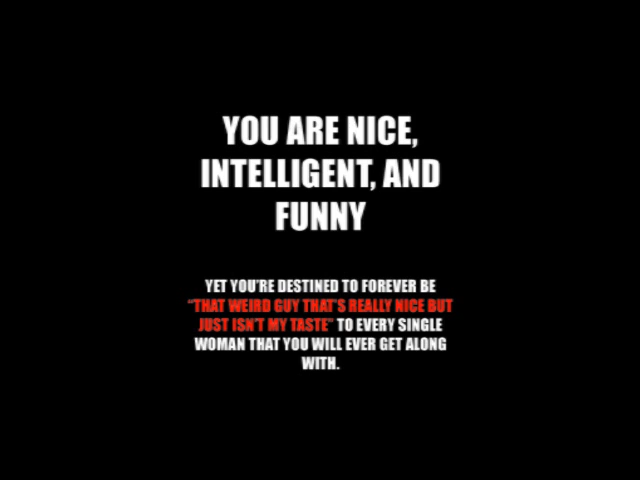 YOU ARE NICE,
INTELLIGENT, AND
FUNNY
YET YOU'RE DESTINED TO FOREVER BE
"THAT WEIRD GUY THAT'S REALLY NICE BUT
JUST ISN'T MY TASTE" TO EVERY SINGLE
WOMAN THAT YOU WILL EVER GET ALONG
WITH.